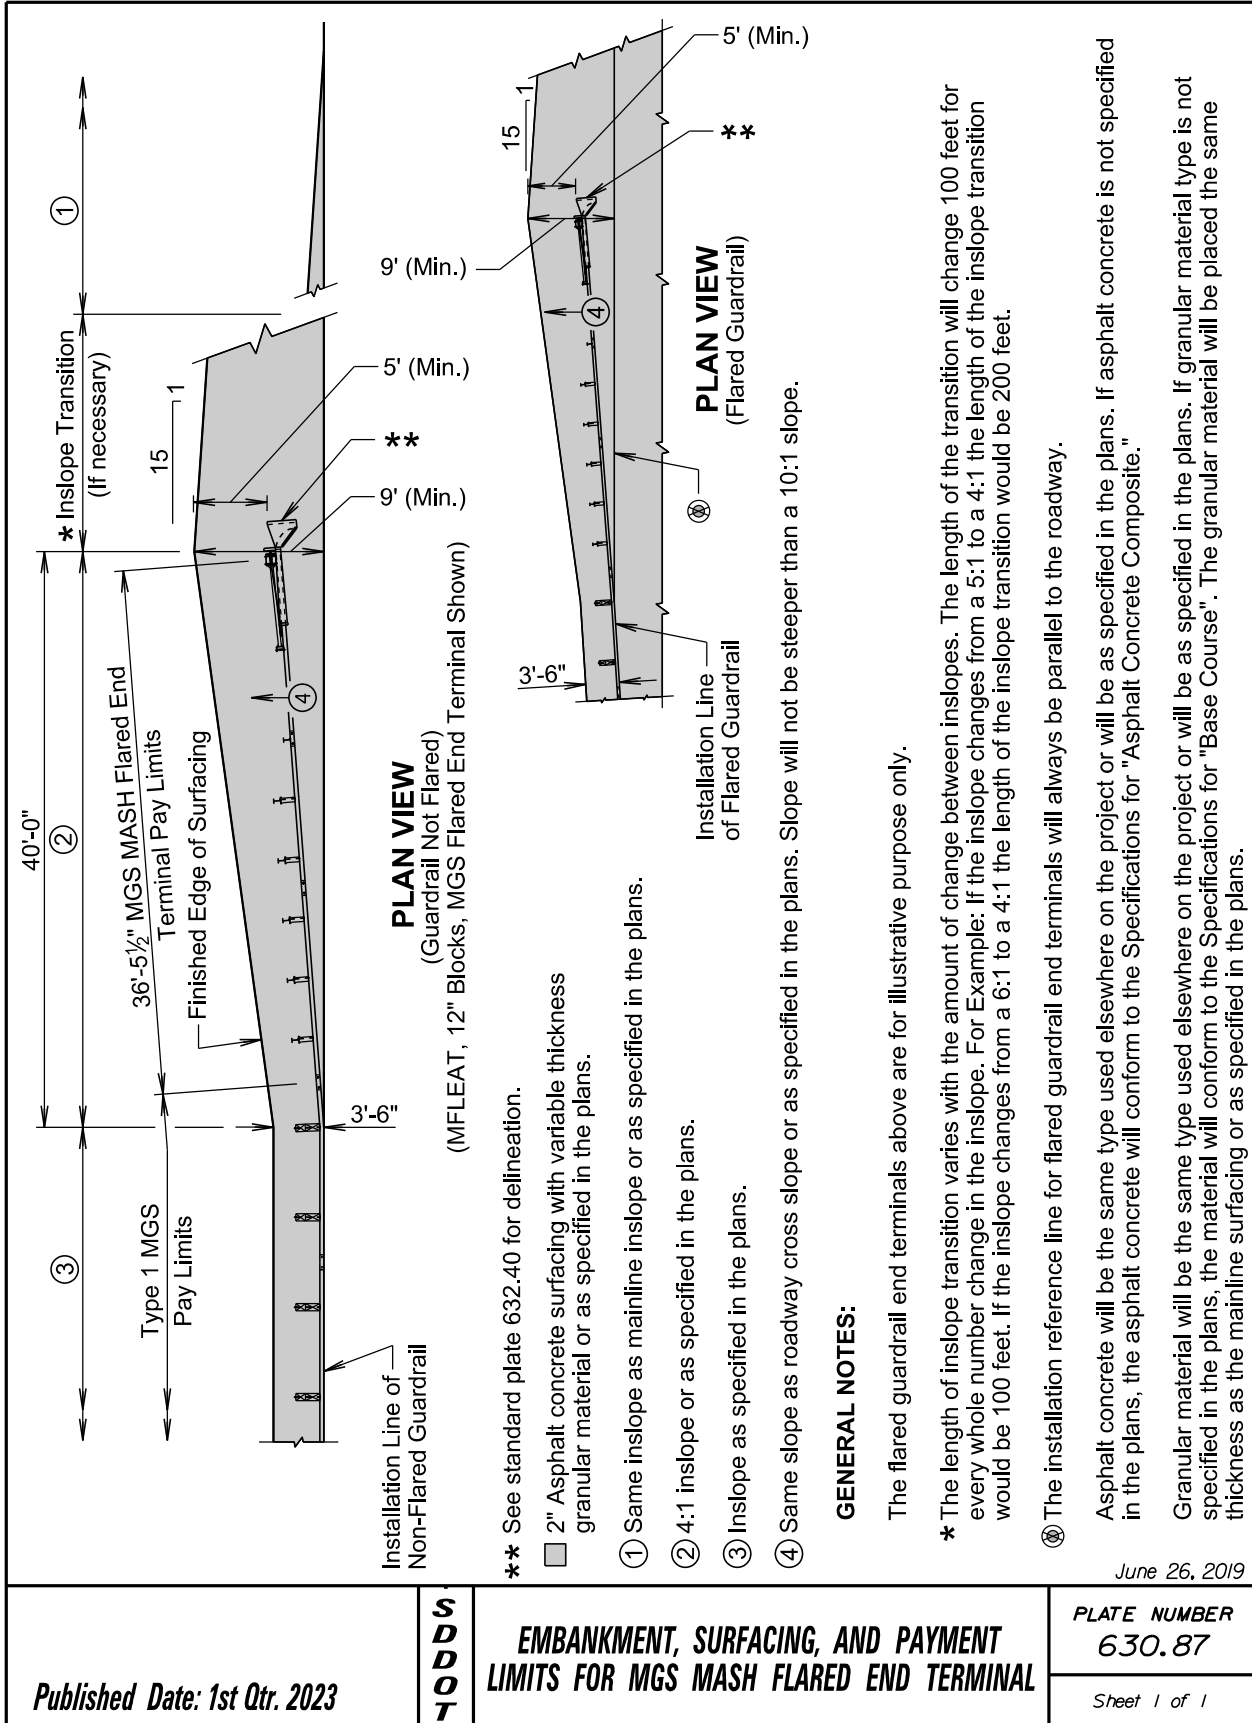 40'-0"
3
2
1
* Inslope Transition
(If necessary)
Type 1 MGS
Pay Limits
36'-5½" MGS MASH Flared End
Terminal Pay Limits
Finished Edge of Surfacing
15
1
5' (Min.)
**
9' (Min.)
4
3'-6"
Installation Line of
Non-Flared Guardrail
PLAN VIEW
(Guardrail Not Flared)
(MFLEAT, 12" Blocks, MGS Flared End Terminal Shown)
9' (Min.)
15
1
5' (Min.)
**
4
3'-6"
Installation Line
of Flared Guardrail
PLAN VIEW
(Flared Guardrail)
** See standard plate 632.40 for delineation.
2" Asphalt concrete surfacing with variable thickness
granular material or as specified in the plans.
1 Same inslope as mainline inslope or as specified in the plans.
2 4:1 inslope or as specified in the plans.
3 Inslope as specified in the plans.
4 Same slope as roadway cross slope or as specified in the plans. Slope will not be steeper than a 10:1 slope.
GENERAL NOTES:
The flared guardrail end terminals above are for illustrative purpose only.
* The length of inslope transition varies with the amount of change between inslopes. The length of the transition will change 100 feet for
every whole number change in the inslope. For Example: If the inslope changes from a 5:1 to a 4:1 the length of the inslope transition
would be 100 feet. If the inslope changes from a 6:1 to a 4:1 the length of the inslope transition would be 200 feet.
The installation reference line for flared guardrail end terminals will always be parallel to the roadway.
Asphalt concrete will be the same type used elsewhere on the project or will be as specified in the plans. If asphalt concrete is not specified
in the plans, the asphalt concrete will conform to the Specifications for "Asphalt Concrete Composite."
Granular material will be the same type used elsewhere on the project or will be as specified in the plans. If granular material type is not
specified in the plans, the material will conform to the Specifications for "Base Course". The granular material will be placed the same
thickness as the mainline surfacing or as specified in the plans.
June 26, 2019
Published Date: 1st Qtr. 2023
SDDOT
EMBANKMENT, SURFACING, AND PAYMENT
LIMITS FOR MGS MASH FLARED END TERMINAL
PLATE NUMBER
630.87
Sheet 1 of 1